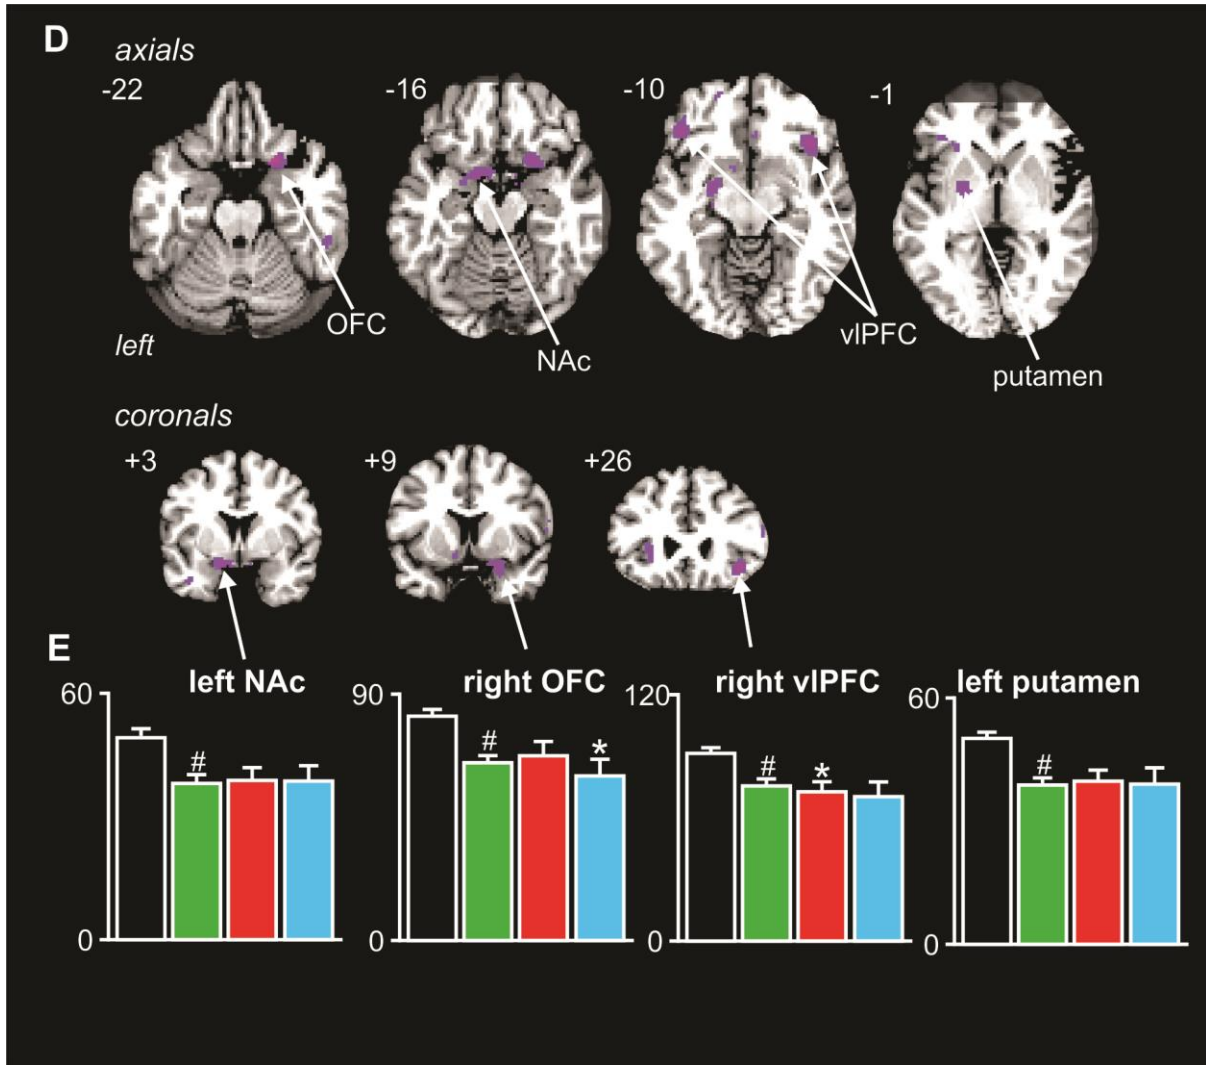 D
axials
-22
-16
-10
-1
OFC
left
NAc
vlPFC
putamen
coronals
+3
+9
+26
E
left NAc
right OFC
right vlPFC
left putamen
60
#
0
90
#
*
0
120
#
*
0
60
#
0